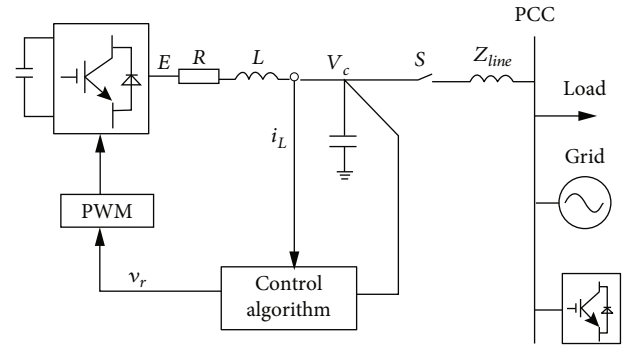 PCC
E
R
L
V_c
S
Z_line
Load
i_L
Grid
PWM
v_r
Control
algorithm